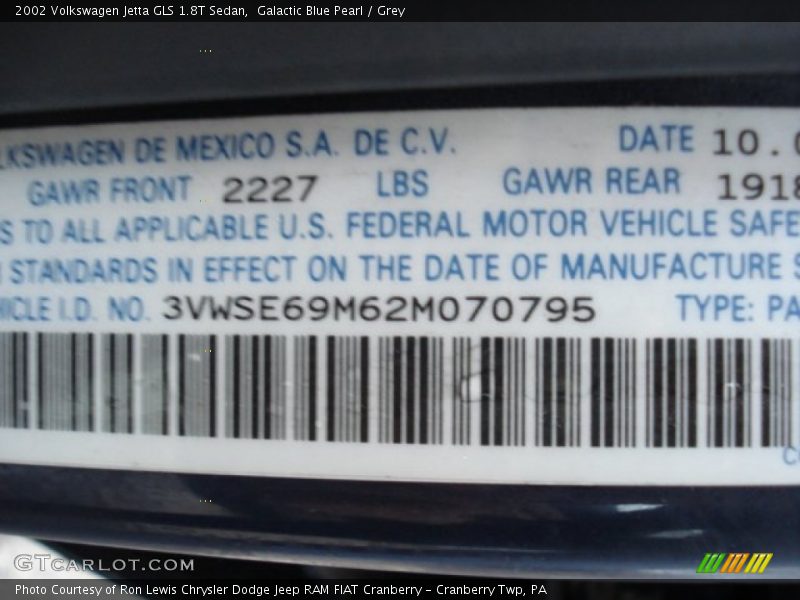 2002 Volkswagen Jetta GLS 1.8T Sedan,  Galactic Blue Pearl / Grey
LKSWAGEN DE MEXICO S.A. DE C.V. DATE 10.0
GAWR FRONT 2227 LBS GAWR REAR 1918
S TO ALL APPLICABLE U.S. FEDERAL MOTOR VEHICLE SAFE
STANDARDS IN EFFECT ON THE DATE OF MANUFACTURE S
HICLE I.D. NO. 3VWSE69M62M070795 TYPE: PA
GTCARLOT.COM
Photo Courtesy of Ron Lewis Chrysler Dodge Jeep RAM FIAT Cranberry – Cranberry Twp, PA